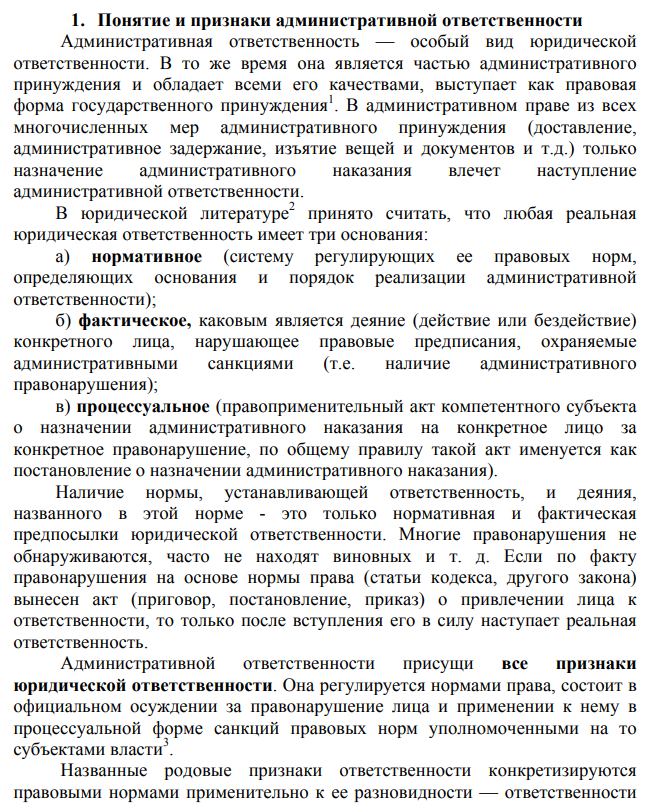 1. Понятие и признаки административной ответственности
Административная ответственность — особый вид юридической
ответственности. В то же время она является частью административного
принуждения и обладает всеми его качествами, выступает как правовая
форма государственного принуждения¹. В административном праве из всех
многочисленных мер административного принуждения (доставление,
административное задержание, изъятие вещей и документов и т.д.) только
назначение административного наказания влечет наступление
административной ответственности.
В юридической литературе² принято считать, что любая реальная
юридическая ответственность имеет три основания:
а) нормативное (систему регулирующих ее правовых норм,
определяющих основания и порядок реализации административной
ответственности);
б) фактическое, каковым является деяние (действие или бездействие)
конкретного лица, нарушающее правовые предписания, охраняемые
административными санкциями (т.е. наличие административного
правонарушения);
в) процессуальное (правоприменительный акт компетентного субъекта
о назначении административного наказания на конкретное лицо за
конкретное правонарушение, по общему правилу такой акт именуется как
постановление о назначении административного наказания).
Наличие нормы, устанавливающей ответственность, и деяния,
названного в этой норме - это только нормативная и фактическая
предпосылки юридической ответственности. Многие правонарушения не
обнаруживаются, часто не находят виновных и т. д. Если по факту
правонарушения на основе нормы права (статьи кодекса, другого закона)
вынесен акт (приговор, постановление, приказ) о привлечении лица к
ответственности, то только после вступления его в силу наступает реальная
ответственность.
Административной ответственности присущи все признаки
юридической ответственности. Она регулируется нормами права, состоит в
официальном осуждении за правонарушение лица и применении к нему в
процессуальной форме санкций правовых норм уполномоченными на то
субъектами власти³.
Названные родовые признаки ответственности конкретизируются
правовыми нормами применительно к ее разновидности — ответственности